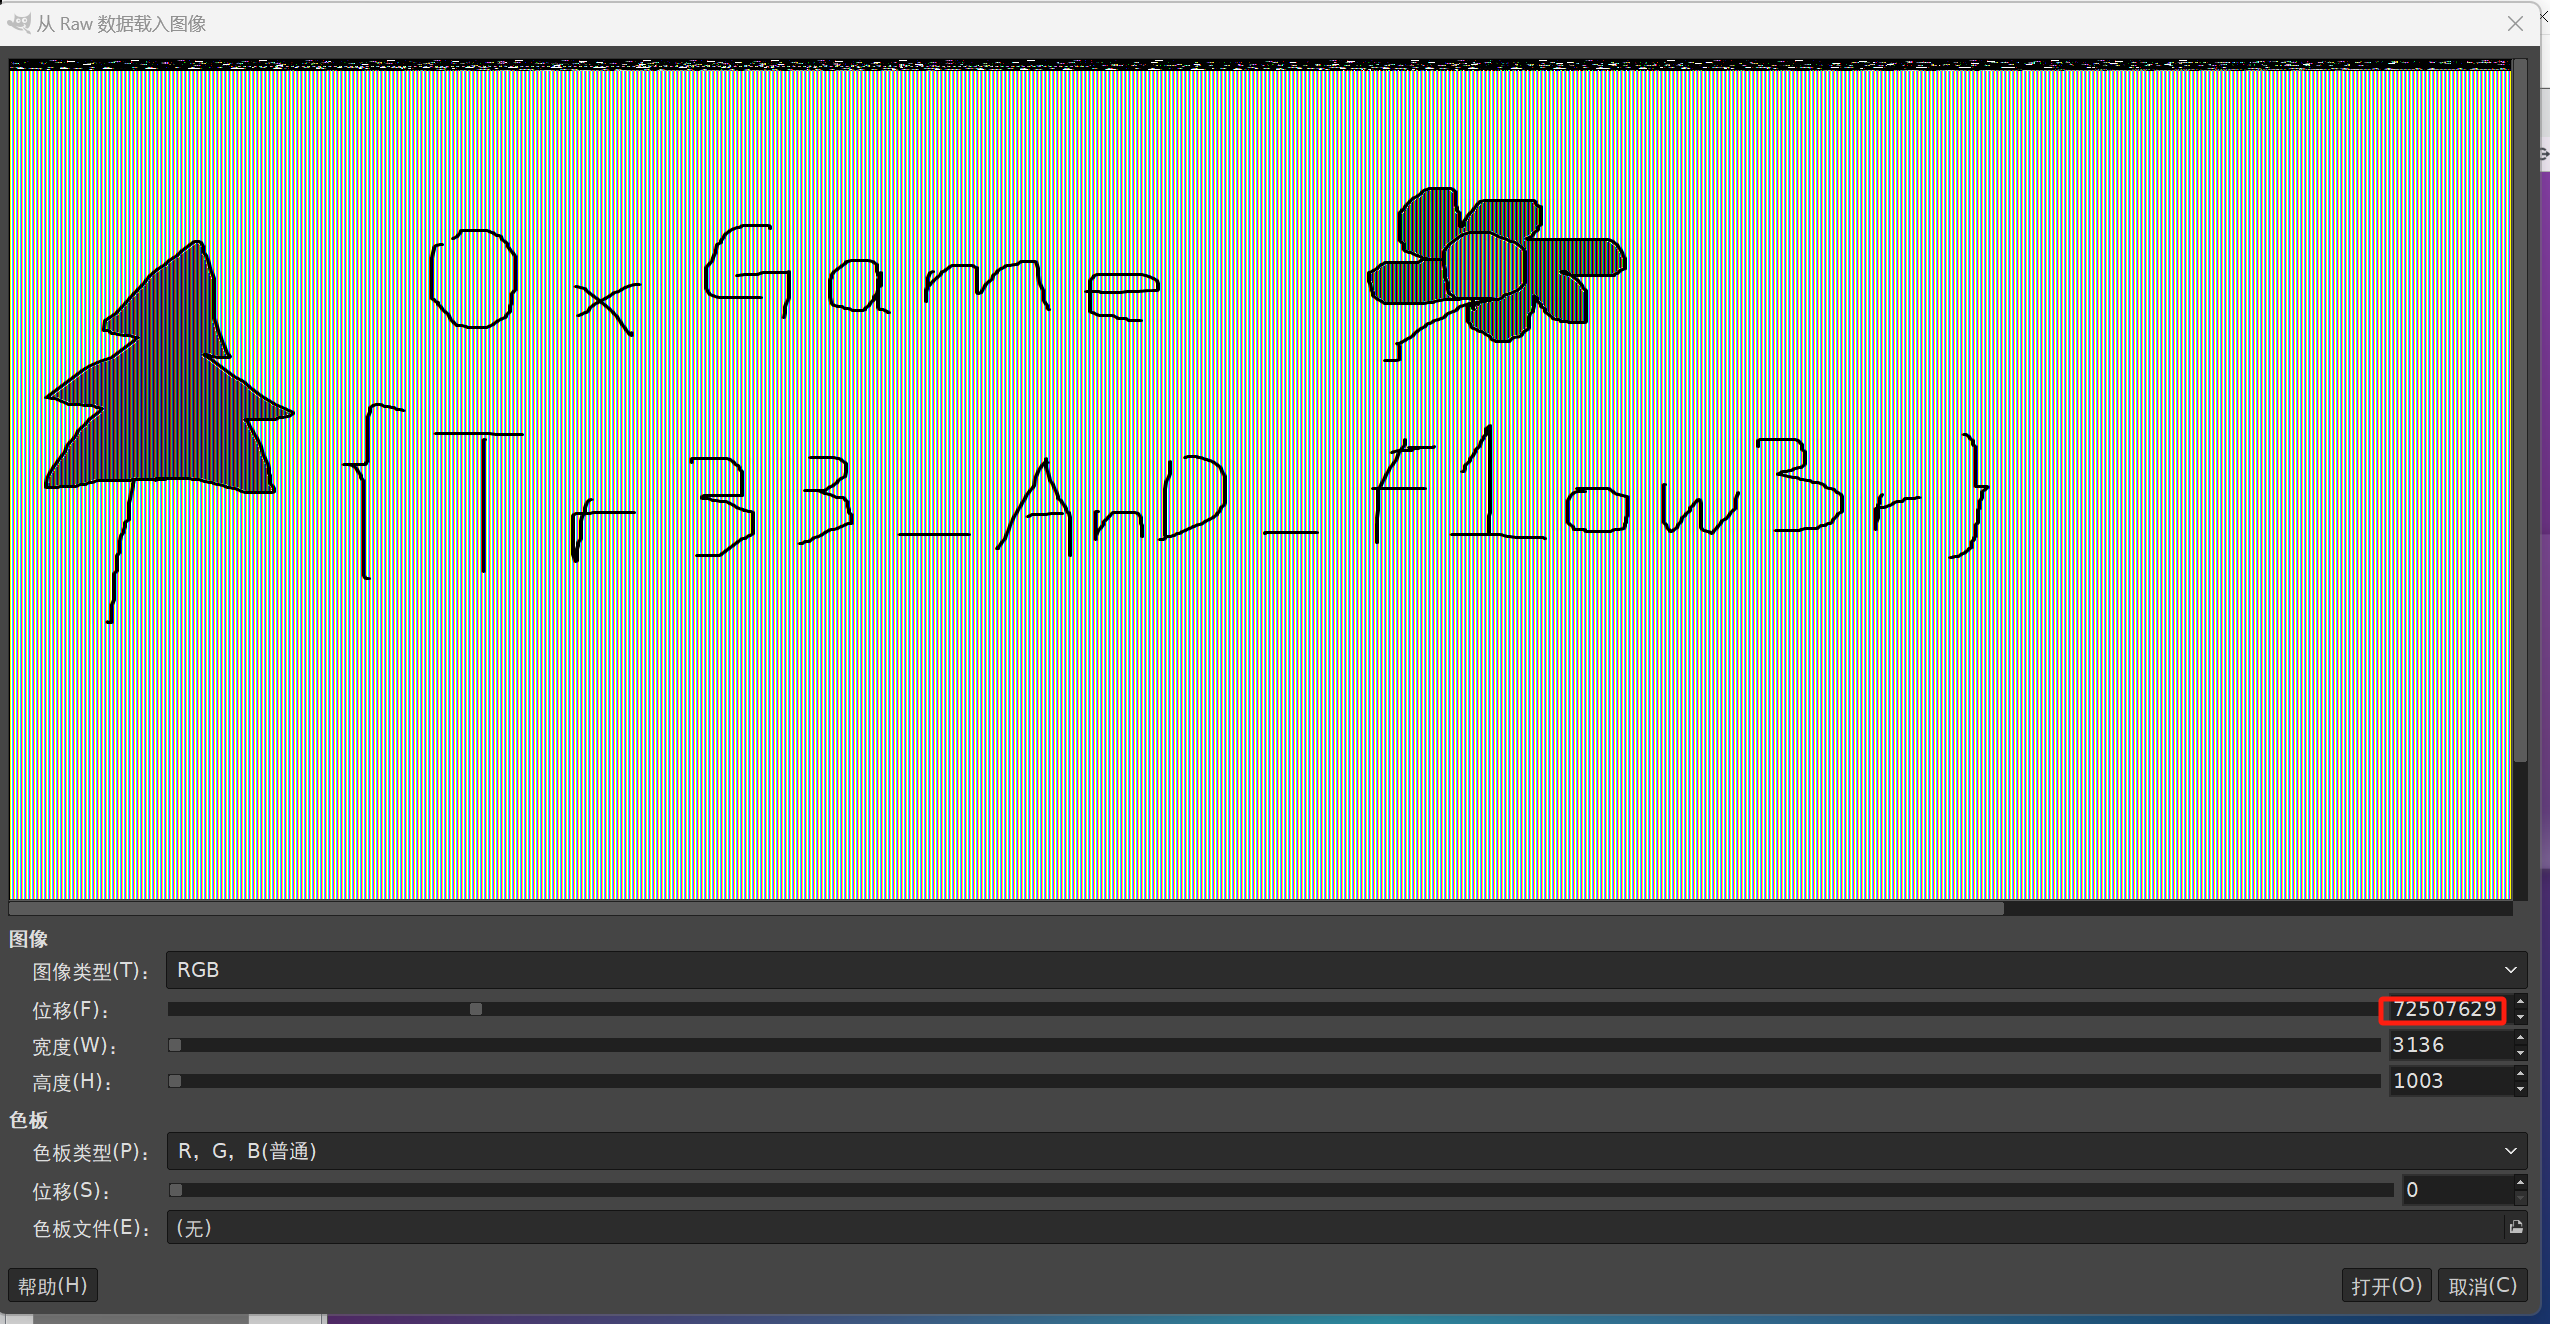 从 Raw 数据载入图像
0xGame
{Tr33_AnD_f1ow3r}
图像
图像类型(T)： RGB
位移(F)： 72507629
宽度(W)： 3136
高度(H)： 1003
色板
色板类型(P)： R，G，B(普通)
位移(S)： 0
色板文件(E)： (无)
帮助(H) 打开(O) 取消(C)